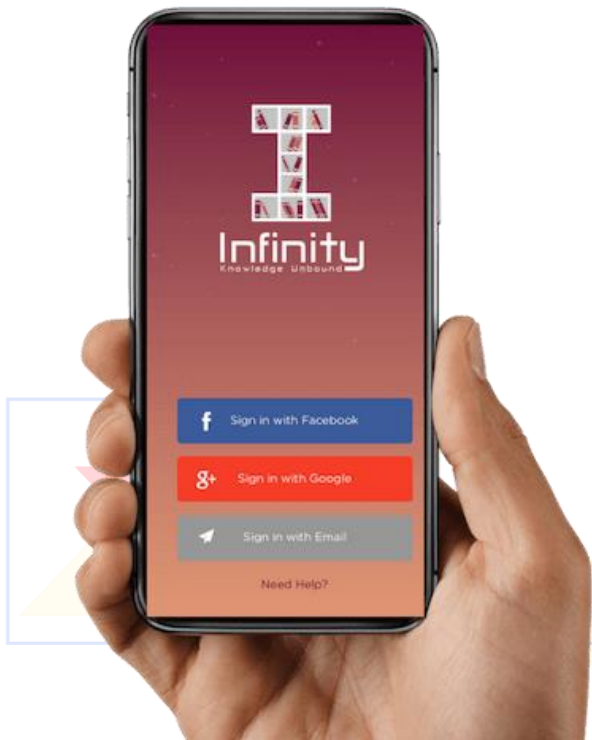 Infinity
Knowledge Unbound
f Sign in with Facebook
g+ Sign in with Google
Sign in with Email
Need Help?